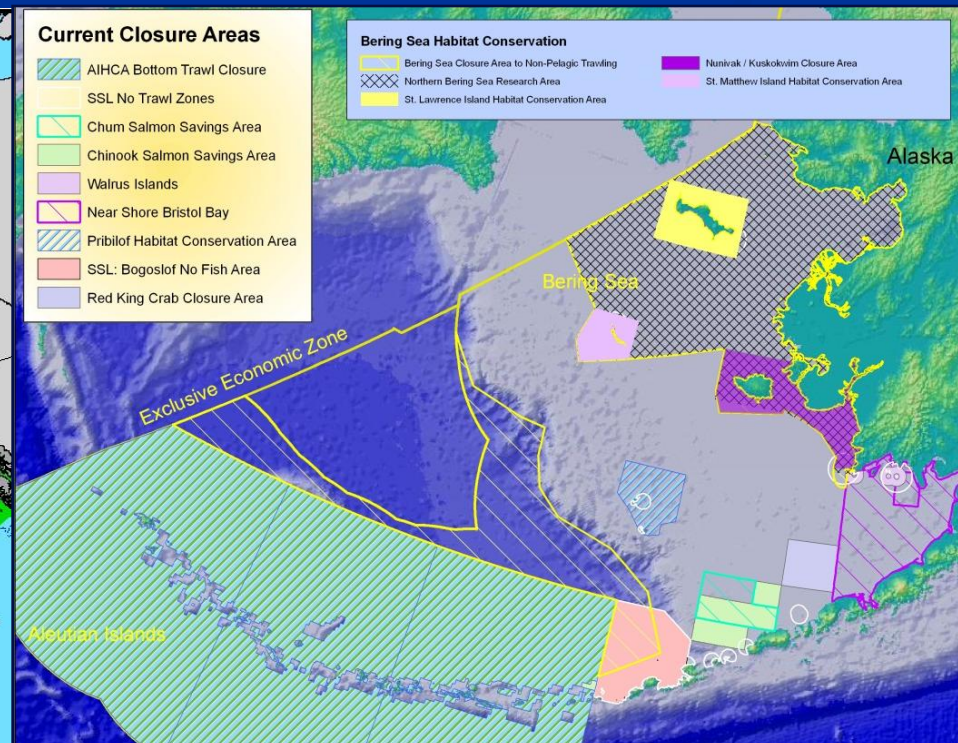 Current Closure Areas
AIHCA Bottom Trawl Closure
SSL No Trawl Zones
Chum Salmon Savings Area
Chinook Salmon Savings Area
Walrus Islands
Near Shore Bristol Bay
Pribilof Habitat Conservation Area
SSL: Bogoslof No Fish Area
Red King Crab Closure Area
Bering Sea Habitat Conservation
Bering Sea Closure Area to Non-Pelagic Trawling
Northern Bering Sea Research Area
St. Lawrence Island Habitat Conservation Area
Nunivak / Kuskokwim Closure Area
St. Matthew Island Habitat Conservation Area
Alaska
Bering Sea
Exclusive Economic Zone
Aleutian Islands